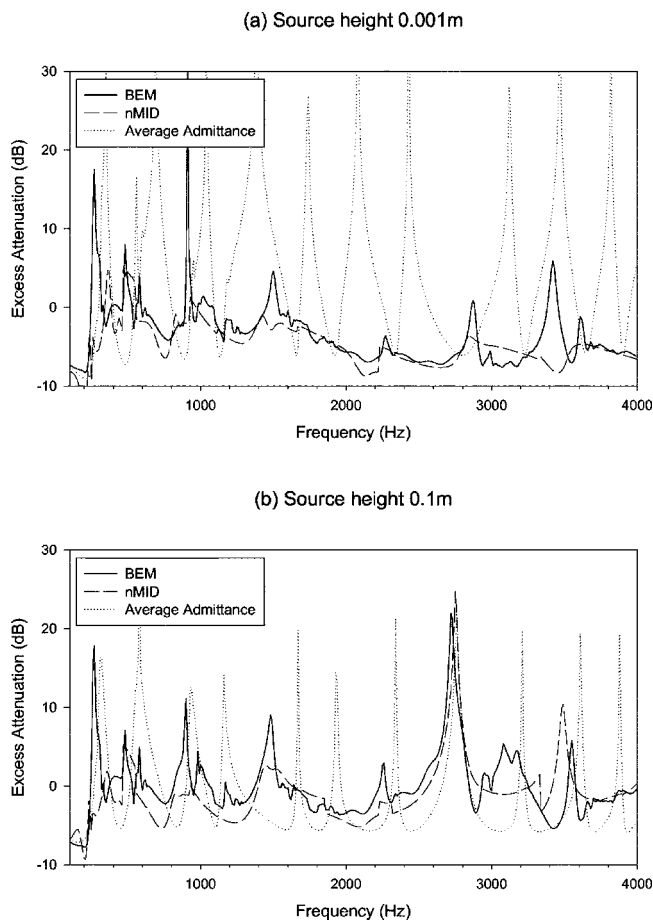 (a) Source height 0.001m
30
20
10
0
-10
Excess Attenuation (dB)
BEM
nMID
Average Admittance
1000 2000 3000 4000
Frequency (Hz)
(b) Source height 0.1m
30
20
10
0
-10
Excess Attenuation (dB)
BEM
nMID
Average Admittance
1000 2000 3000 4000
Frequency (Hz)